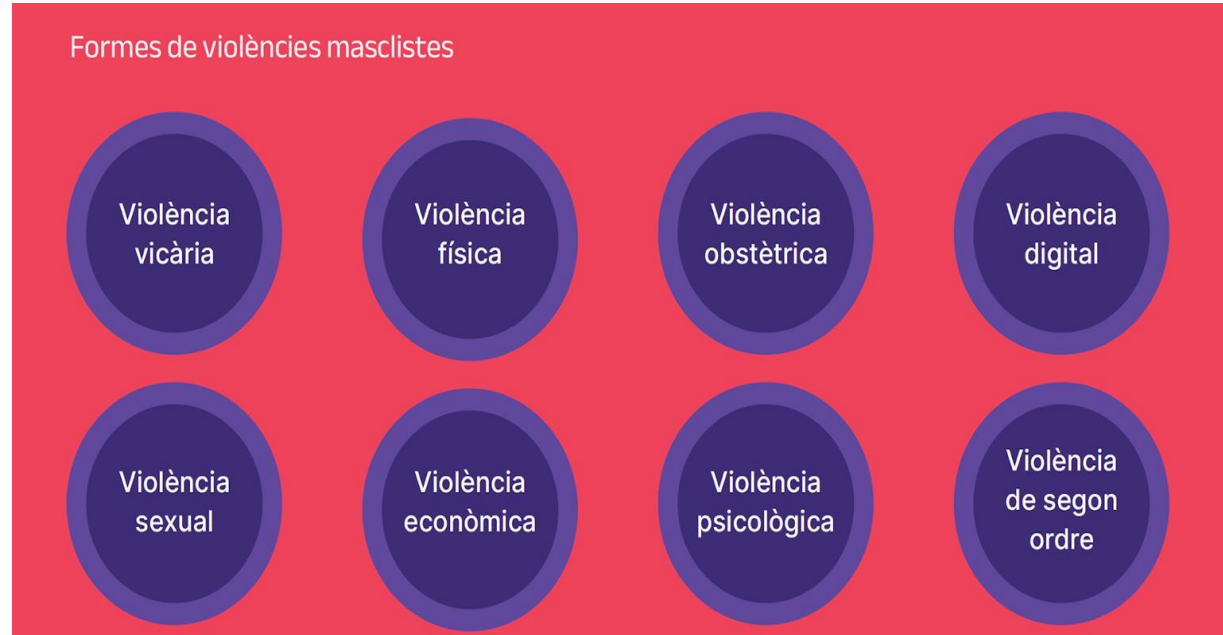 Formes de violències masclistes
Violència
vicària
Violència
física
Violència
obstètrica
Violència
digital
Violència
sexual
Violència
econòmica
Violència
psicològica
Violència
de segon
ordre